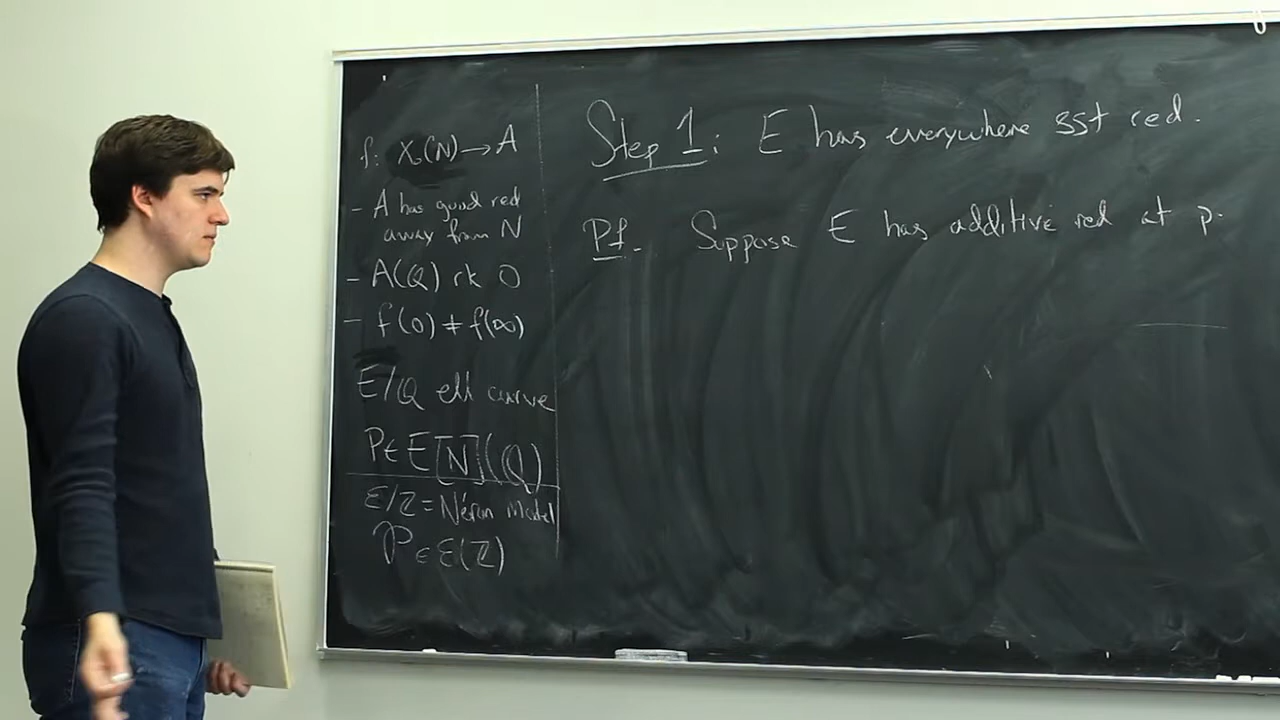 f: X₀(N) → A
- A has good red
away from N
- A(Q) rk 0
- f(0) ≠ f(∞)
E/Q ell curve
P ∈ E[N](Q)
ℰ/ℤ = Néron Model
𝒫 ∈ ℰ(ℤ)
Step 1: E has everywhere sst red.
Pf. Suppose E has additive red at p.